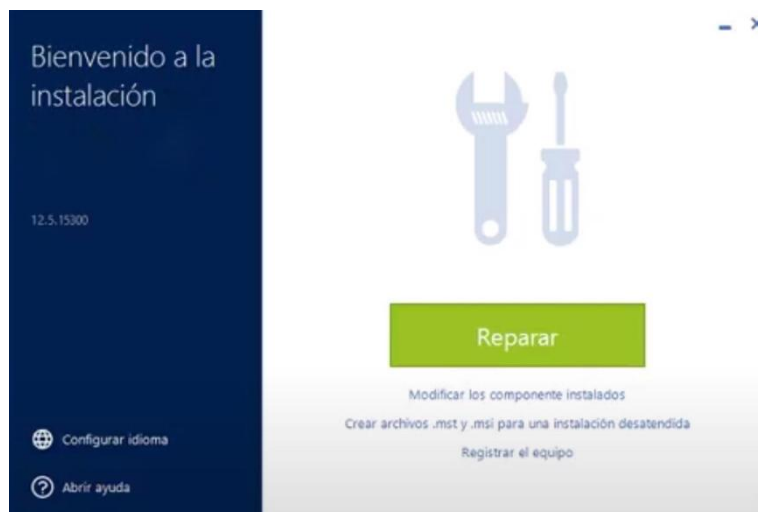 Bienvenido a la
instalación
12.5.15300
Configurar idioma
Abrir ayuda
Reparar
Modificar los componente instalados
Crear archivos .mst y .msi para una instalación desatendida
Registrar el equipo